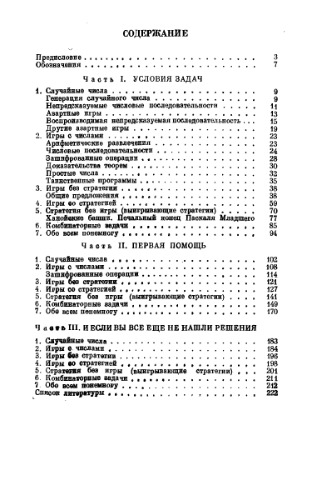 СОДЕРЖАНИЕ
Предисловие 3
Обозначения 7
Часть I. УСЛОВИЯ ЗАДАЧ
1. Случайные числа 9
Генерация случайного числа 9
Непредсказуемые числовые последовательности 11
Азартные игры 13
Воспроизводимая непредсказуемая последовательность 15
Другие азартные игры 19
2. Игры с числами 23
Арифметические развлечения 23
Числовые последовательности 24
Зашифрованные операции 28
Доказательства теорем 30
Простые числа 32
Таинственные программы 35
3. Игры без стратегии 38
Общие предложения 38
4. Игры со стратегией 59
5. Стратегия без игры (выигрывающие стратегии) 70
Ханойские башни. Печальный конец Паскаля Младшего 77
6. Комбинаторные задачи 85
7. Обо всем понемногу 94
Часть II. ПЕРВАЯ ПОМОЩЬ
1. Случайные числа 102
2. Игры с числами 108
Зашифрованные операции 114
3. Игры без стратегии 121
4. Игры со стратегией 127
5. Стратегия без игры (выигрывающие стратегии) 141
6. Комбинаторные задачи 149
7. Обо всем понемногу 170
Часть III. И ЕСЛИ ВЫ ВСЕ ЕЩЕ НЕ НАШЛИ РЕШЕНИЯ
1. Случайные числа 183
2. Игры с числами 184
3. Игры без стратегии 196
4. Игры со стратегией 198
5. Стратегия без игры (выигрывающие стратегии) 201
6. Комбинаторные задачи 211
7. Обо всем понемногу 212
Список литературы 222